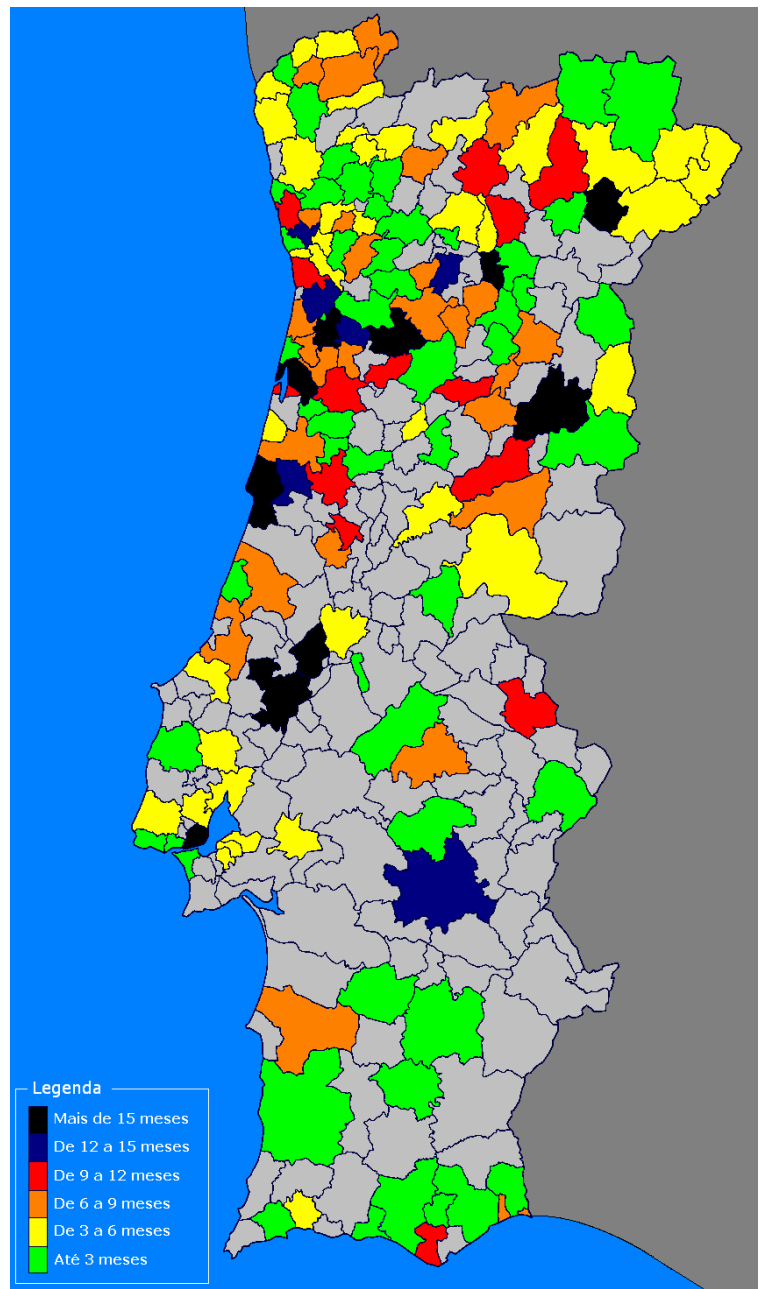 Legenda
Mais de 15 meses
De 12 a 15 meses
De 9 a 12 meses
De 6 a 9 meses
De 3 a 6 meses
Até 3 meses